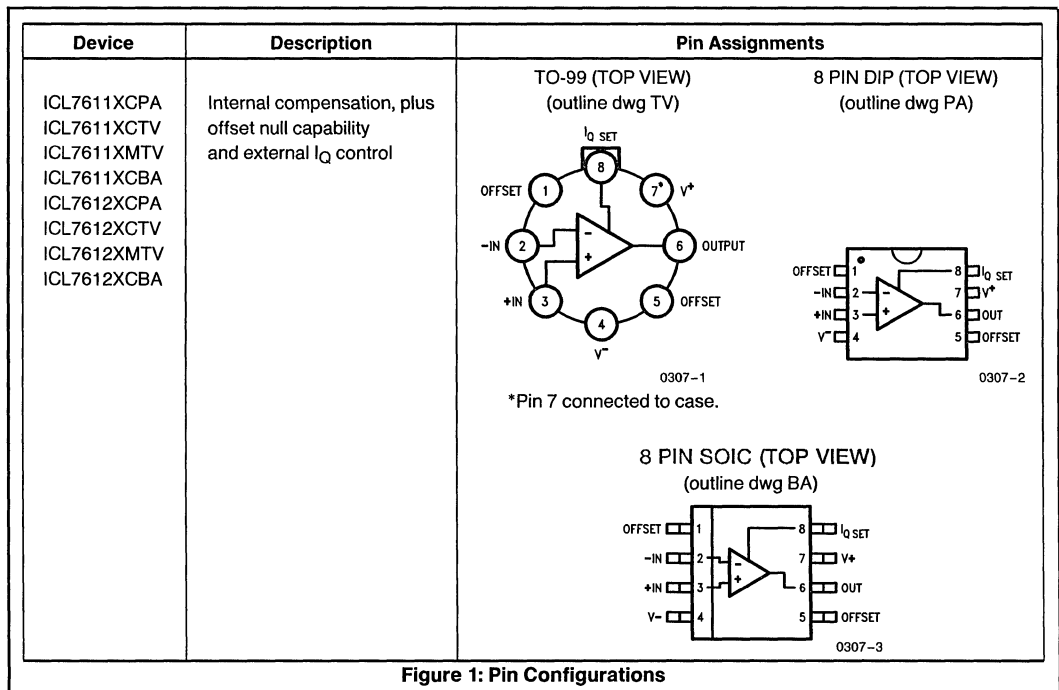 Device
Description
Pin Assignments
ICL7611XCPA
ICL7611XCTV
ICL7611XMTV
ICL7611XCBA
ICL7612XCPA
ICL7612XCTV
ICL7612XMTV
ICL7612XCBA
Internal compensation, plus
offset null capability
and external IQ control
TO-99 (TOP VIEW)
(outline dwg TV)
IQ SET
8
OFFSET 1
7* V+
-IN 2
- 
+
6 OUTPUT
+IN 3
5 OFFSET
4
V-
0307-1
*Pin 7 connected to case.
8 PIN DIP (TOP VIEW)
(outline dwg PA)
OFFSET 1 8 IQ SET
-IN 2 - 7 V+
+IN 3 + 6 OUT
V- 4 5 OFFSET
0307-2
8 PIN SOIC (TOP VIEW)
(outline dwg BA)
OFFSET 1 8 IQ SET
-IN 2 - 7 V+
+IN 3 + 6 OUT
V- 4 5 OFFSET
0307-3
Figure 1: Pin Configurations